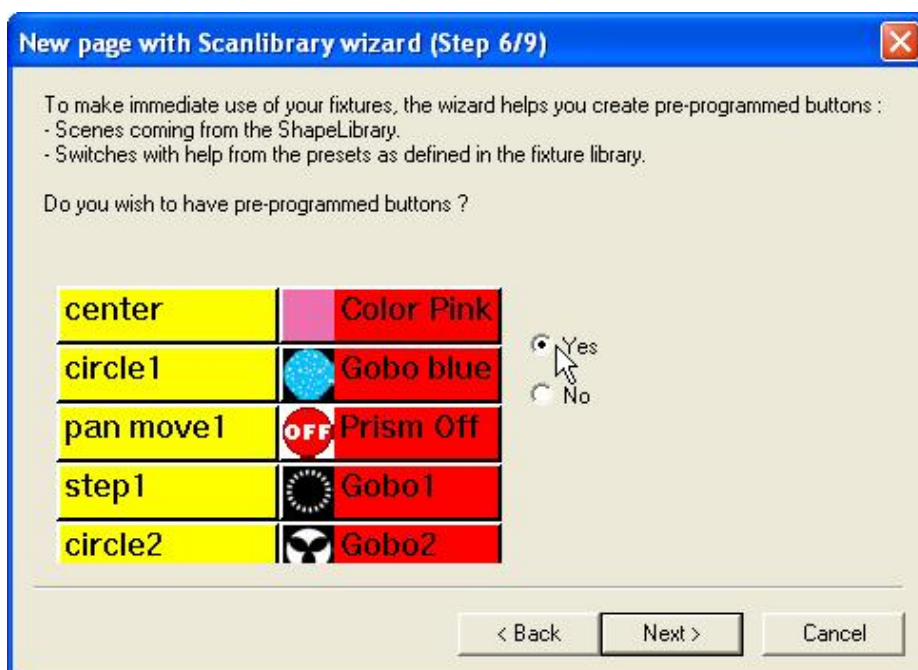 New page with Scanlibrary wizard (Step 6/9)
To make immediate use of your fixtures, the wizard helps you create pre-programmed buttons :
- Scenes coming from the ShapeLibrary.
- Switches with help from the presets as defined in the fixture library.
Do you wish to have pre-programmed buttons ?
center Color Pink
circle1 Gobo blue
pan move1 OFF Prism Off
step1 Gobo1
circle2 Gobo2
Yes
No
< Back Next > Cancel